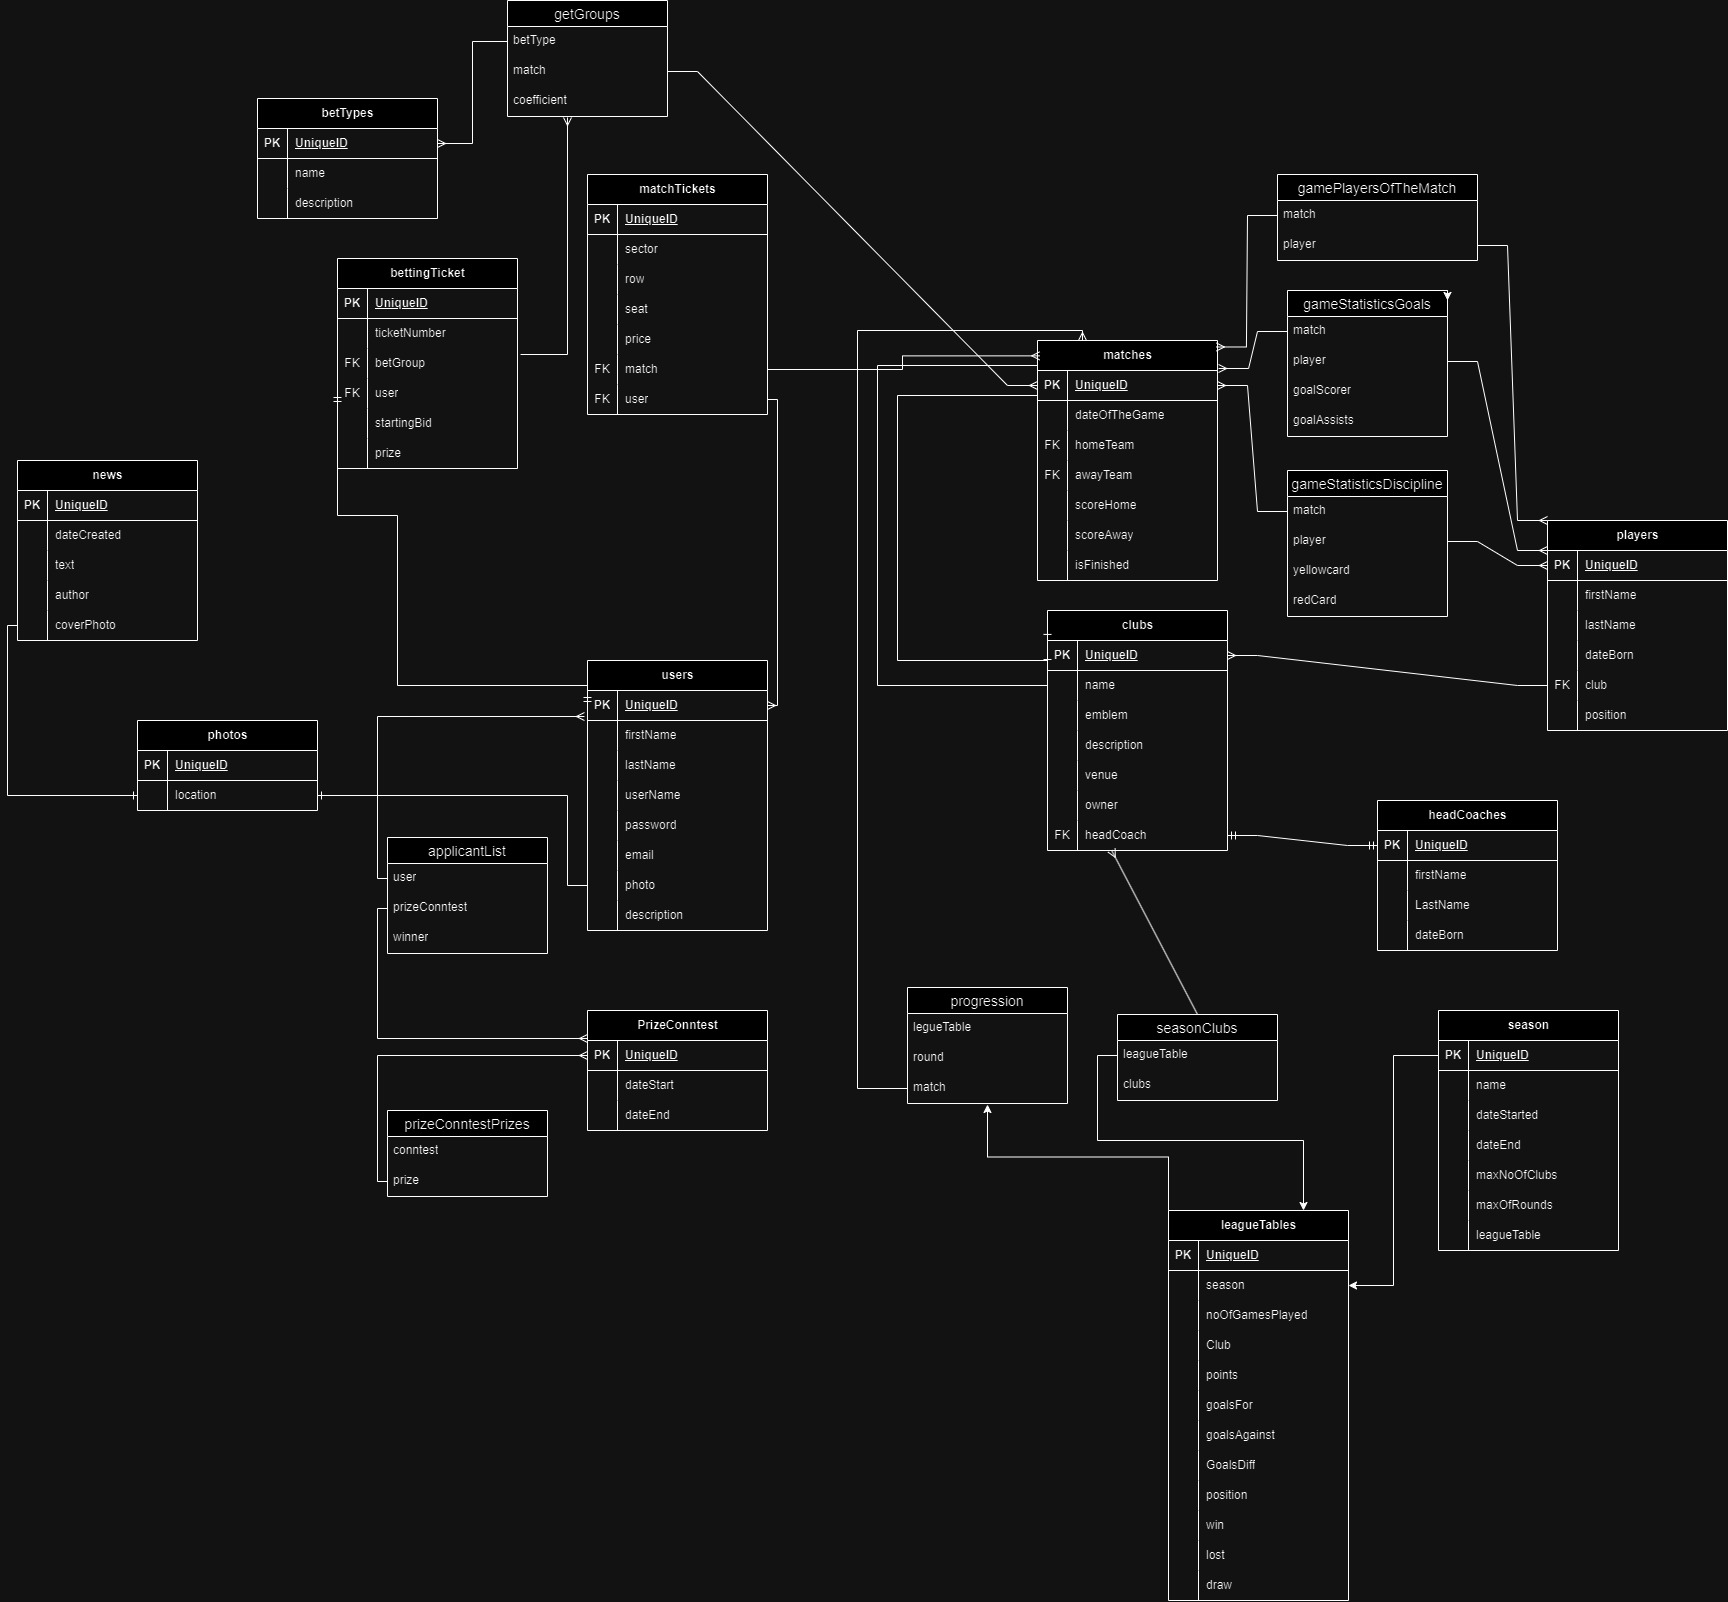 getGroups
betType
match
coefficient
betTypes
PK UniqueID
name
description
matchTickets
PK UniqueID
sector
row
seat
price
FK match
FK user
gamePlayersOfTheMatch
match
player
bettingTicket
PK UniqueID
ticketNumber
FK betGroup
FK user
startingBid
prize
gameStatisticsGoals
match
player
goalScorer
goalAssists
matches
PK UniqueID
dateOfTheGame
FK homeTeam
FK awayTeam
scoreHome
scoreAway
isFinished
gameStatisticsDiscipline
match
player
yellowcard
redCard
news
PK UniqueID
dateCreated
text
author
coverPhoto
players
PK UniqueID
firstName
lastName
dateBorn
FK club
position
clubs
PK UniqueID
name
emblem
description
venue
owner
FK headCoach
users
PK UniqueID
firstName
lastName
userName
password
email
photo
description
photos
PK UniqueID
location
headCoaches
PK UniqueID
firstName
LastName
dateBorn
applicantList
user
prizeConntest
winner
progression
legueTable
round
match
seasonClubs
leagueTable
clubs
PrizeConntest
PK UniqueID
dateStart
dateEnd
season
PK UniqueID
name
dateStarted
dateEnd
maxNoOfClubs
maxOfRounds
leagueTable
prizeConntestPrizes
conntest
prize
leagueTables
PK UniqueID
season
noOfGamesPlayed
Club
points
goalsFor
goalsAgainst
GoalsDiff
position
win
lost
draw